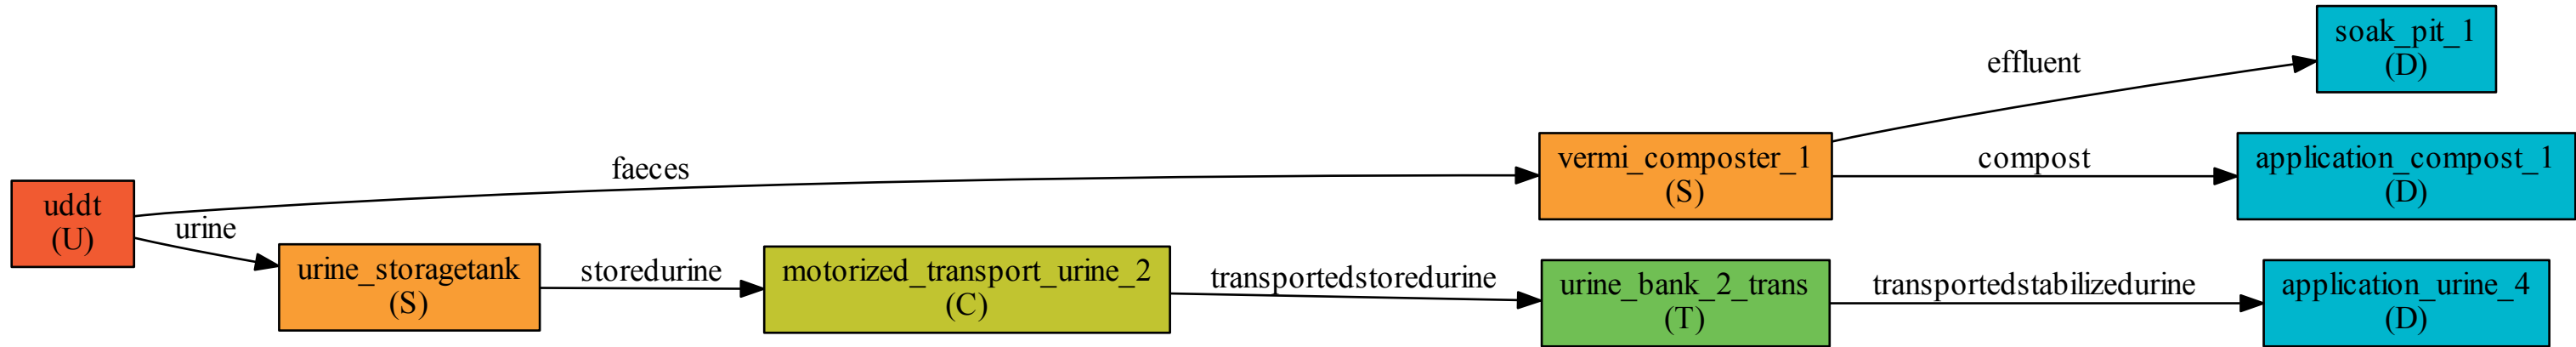 soak_pit_1
(D)
effluent
vermi_composter_1
(S)
compost
application_compost_1
(D)
faeces
uddt
(U)
urine
urine_storagetank
(S)
storedurine
motorized_transport_urine_2
(C)
transportedstoredurine
urine_bank_2_trans
(T)
transportedstabilizedurine
application_urine_4
(D)